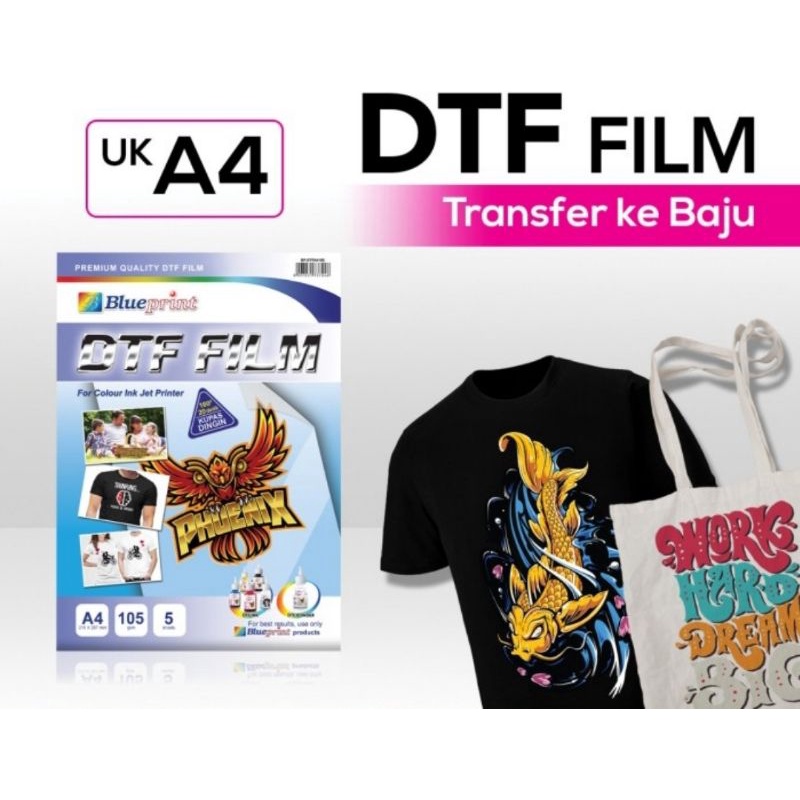 UK A4
DTF FILM
Transfer ke Baju
PREMIUM QUALITY DTF FILM
Blueprint
DTF FILM
For Colour Ink Jet Printer
KUPAS
DINGIN
PHOENIX
A4
105
5
For best results, use only
Blueprint products
WORK
HARD
DREAM
BIG